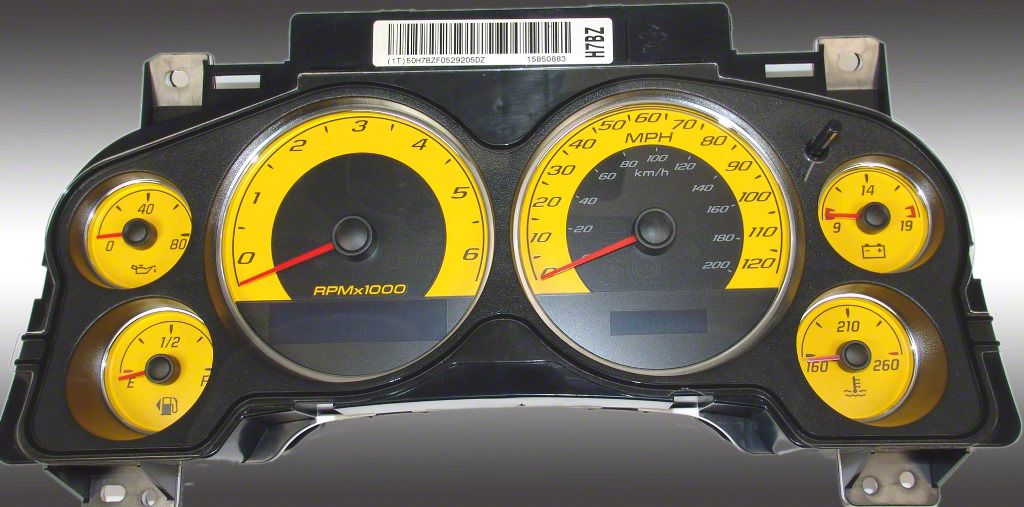 (1T)50H7BZF0529205DZ 15850883
H7BZ
40
0 80
1/2
E F
0 1 2 3 4 5 6
RPMx1000
0 10 20 30 40 50 60 70 80 90 100 110 120
MPH
20 40 60 80 100 120 140 160 180 200
km/h
14
9 19
- +
210
160 260